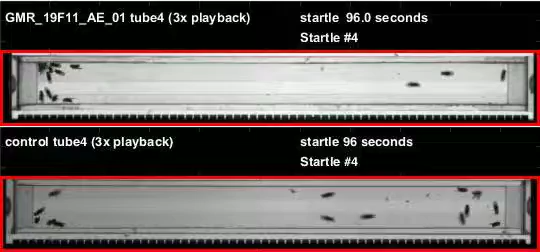 GMR_19F11_AE_01 tube4 (3x playback) startle 96.0 seconds
Startle #4
control tube4 (3x playback) startle 96 seconds
Startle #4